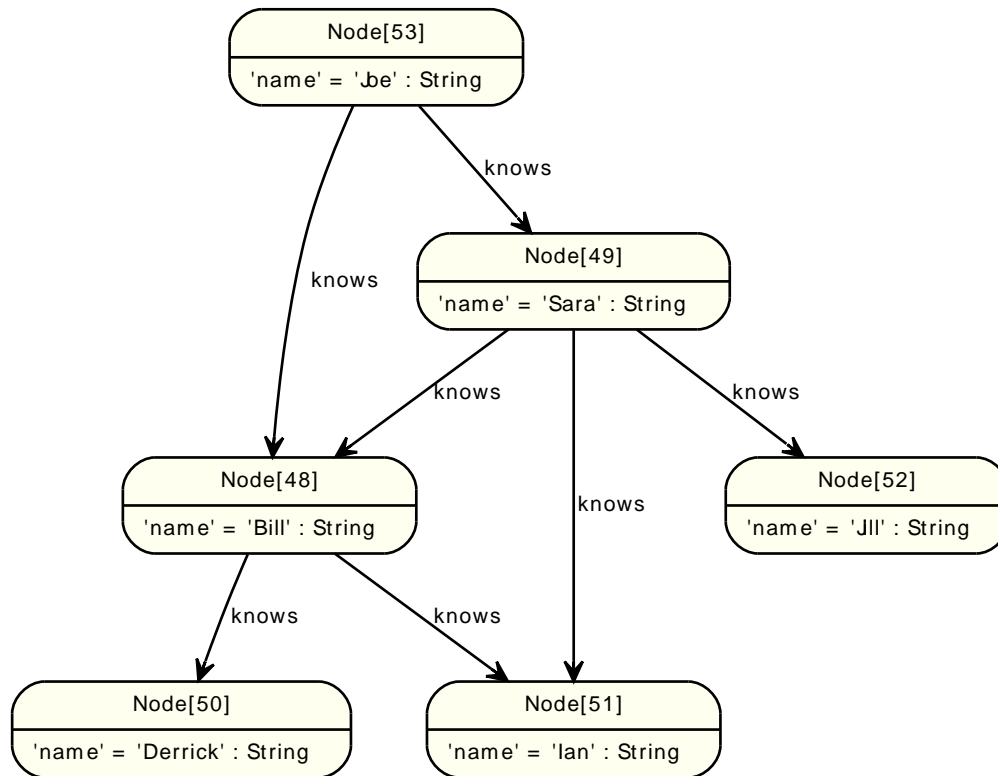 Node[53]
'name' = 'Joe' : String
knows
Node[49]
knows
'name' = 'Sara' : String
knows
knows
Node[48]
Node[52]
knows
'name' = 'Bill' : String
'name' = 'Jill' : String
knows
knows
Node[50]
Node[51]
'name' = 'Derrick' : String
'name' = 'Ian' : String